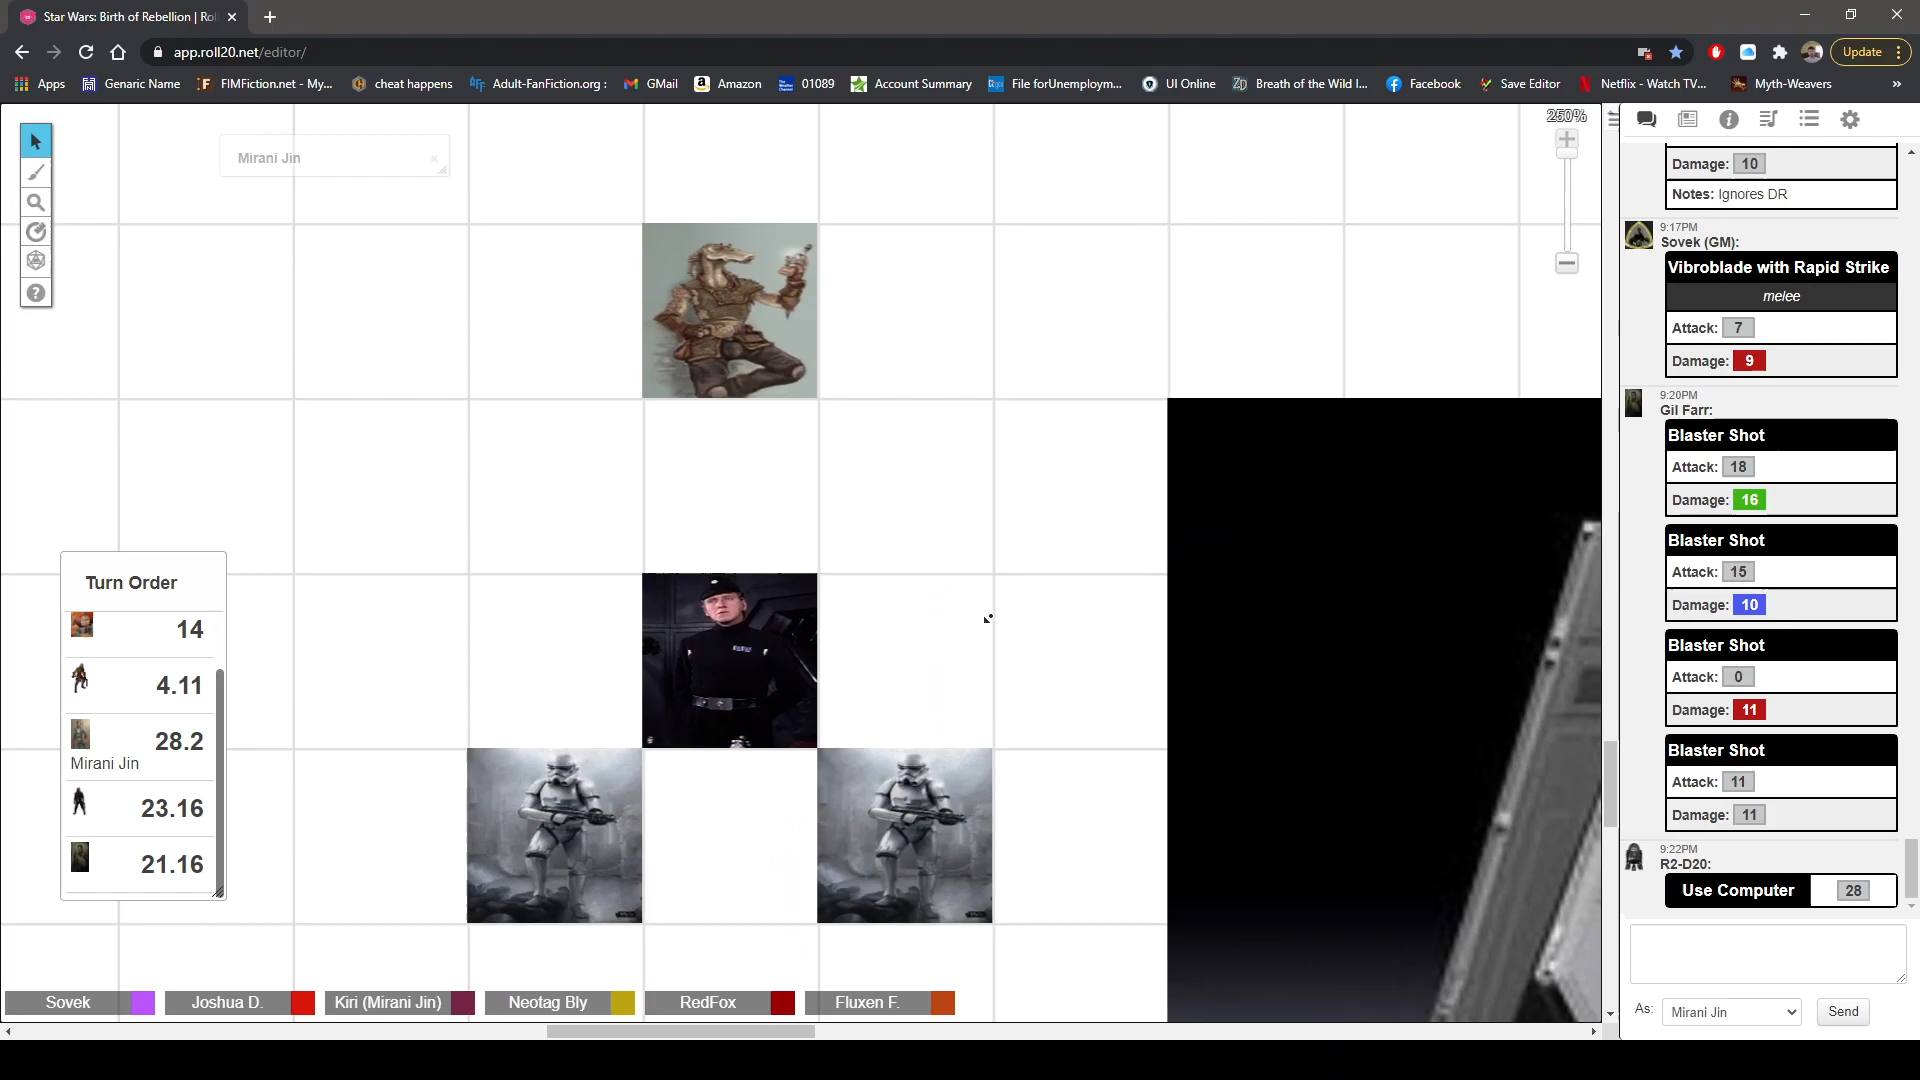 Star Wars: Birth of Rebellion | Rol
app.roll20.net/editor/
Update
Apps
Genaric Name
FIMFiction.net - My...
cheat happens
Adult-FanFiction.org :
GMail
Amazon
01089
Account Summary
File forUnemploym...
UI Online
Breath of the Wild I...
Facebook
Save Editor
Netflix - Watch TV...
Myth-Weavers
»
250%
Mirani Jin
Turn Order
14
4.11
28.2
Mirani Jin
23.16
21.16
Sovek
Joshua D.
Kiri (Mirani Jin)
Neotag Bly
RedFox
Fluxen F.
Damage: 10
Notes: Ignores DR
9:17PM
Sovek (GM):
Vibroblade with Rapid Strike
melee
Attack: 7
Damage: 9
9:20PM
Gil Farr:
Blaster Shot
Attack: 18
Damage: 16
Blaster Shot
Attack: 15
Damage: 10
Blaster Shot
Attack: 0
Damage: 11
Blaster Shot
Attack: 11
Damage: 11
9:22PM
R2-D20:
Use Computer 28
As: Mirani Jin
Send